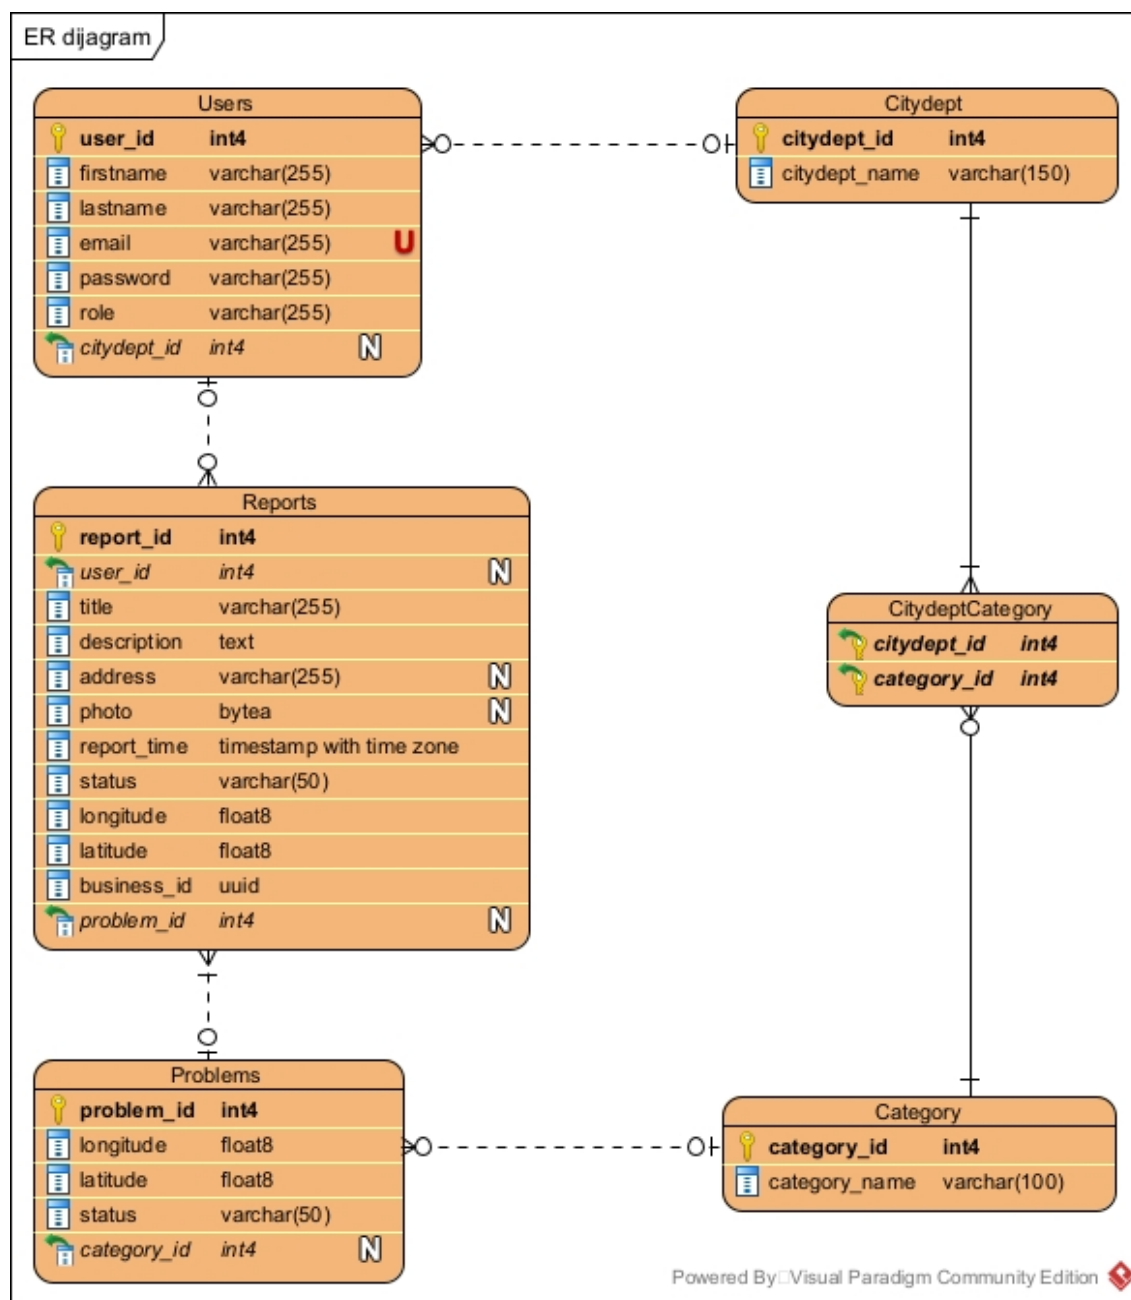 ER dijagram
Users
user_id int4
firstname varchar(255)
lastname varchar(255)
email varchar(255) U
password varchar(255)
role varchar(255)
citydept_id int4 N
Citydept
citydept_id int4
citydept_name varchar(150)
Reports
report_id int4
user_id int4 N
title varchar(255)
description text
address varchar(255) N
photo bytea N
report_time timestamp with time zone
status varchar(50)
longitude float8
latitude float8
business_id uuid
problem_id int4 N
CitydeptCategory
citydept_id int4
category_id int4
Problems
problem_id int4
longitude float8
latitude float8
status varchar(50)
category_id int4 N
Category
category_id int4
category_name varchar(100)
Powered By Visual Paradigm Community Edition